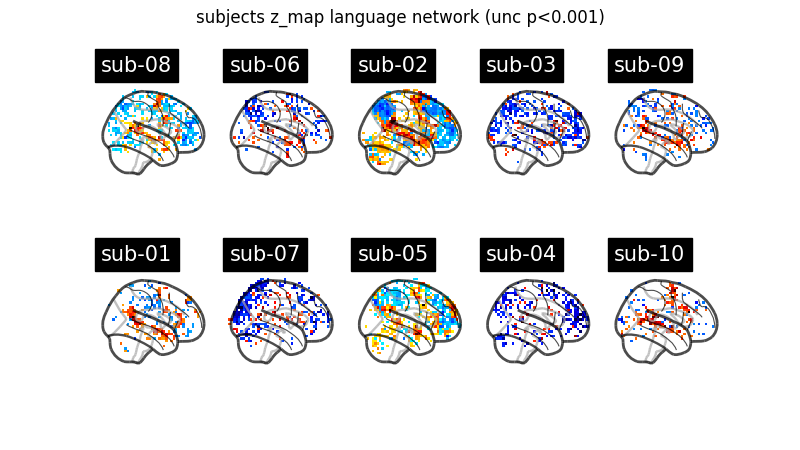 subjects z_map language network (unc p<0.001)
sub-08
sub-06
sub-02
sub-03
sub-09
sub-01
sub-07
sub-05
sub-04
sub-10